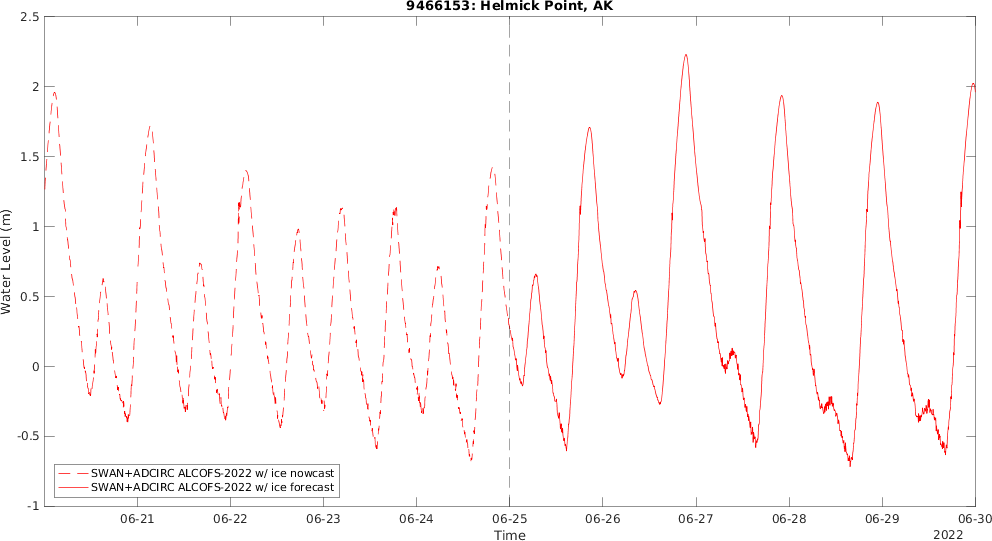 9466153: Helmick Point, AK
2.5
2
1.5
1
0.5
0
-0.5
-1
Water Level (m)
SWAN+ADCIRC ALCOFS-2022 w/ ice nowcast
SWAN+ADCIRC ALCOFS-2022 w/ ice forecast
06-21 06-22 06-23 06-24 06-25 06-26 06-27 06-28 06-29 06-30
Time
2022